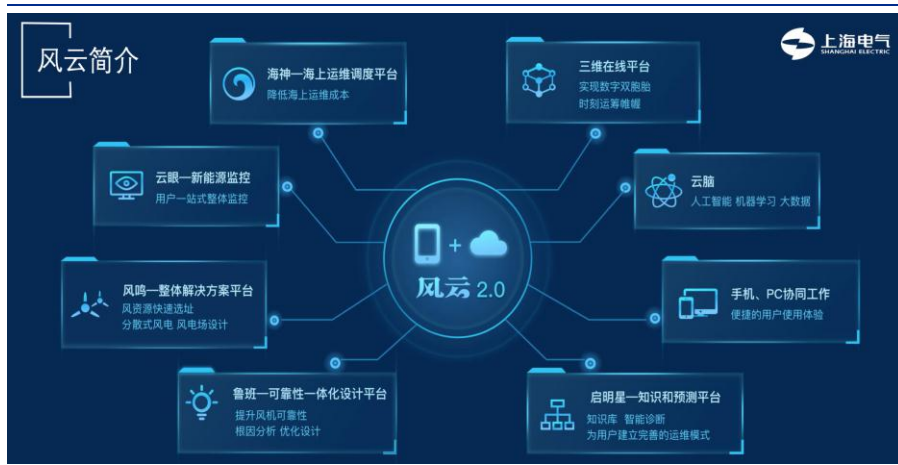 风云简介
上海电气
SHANGHAI ELECTRIC
海神—海上运维调度平台
降低海上运维成本
三维在线平台
实现数字双胞胎
时刻运筹帷幄
云眼—新能源监控
用户一站式整体监控
云脑
人工智能 机器学习 大数据
+
风云 2.0
风鸣—整体解决方案平台
风资源快速选址
分散式风电 风电场设计
手机、PC协同工作
便捷的用户使用体验
鲁班—可靠性一体化设计平台
提升风机可靠性
根因分析 优化设计
启明星—知识和预测平台
知识库 智能诊断
为用户建立完善的运维模式